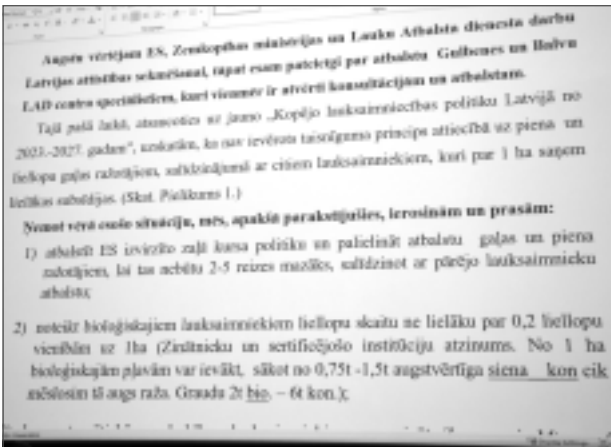 Augstu vērtējam ES, Zemkopības ministrijas un Lauku Atbalsta dienesta darbu
Latvijas attīstības sekmēšanai, tāpat esam pateicīgi par atbalstu Gulbenes un Balvu
LAD centra speciālistiem, kuri vienmēr ir atvērti konsultācijām un atbalstam.
Tajā pašā laikā, atsaucoties uz jauno „Kopējo lauksaimniecības politiku Latvijā no
2023.-2027. gadam", uzskatām, ka nav ievērots taisnīguma princips attiecībā uz piena un
liellopu gaļas ražotājiem, salīdzinājumā ar citiem lauksaimniekiem, kuri par 1 ha saņem
lielākas subsīdijas. (Skat. Pielikums 1.)
Ņemot vērā esošo situāciju, mēs, apakšā parakstījušies, ierosinām un prasām:
1) atbalstīt ES izvirzīto zaļā kursa politiku un palielināt atbalstu gaļas un piena
ražotājiem, lai tas nebūtu 2-5 reizes mazāks, salīdzinot ar pārējo lauksaimnieku
atbalstu;
2) noteikt bioloģiskajiem lauksaimniekiem liellopu skaitu ne lielāku par 0,2 liellopu
vienībām uz 1ha (Zinātnieku un sertificējošo institūciju atzinums. No 1 ha
bioloģiskajām pļavām var ievākt, sākot no 0,75t -1,5t augstvērtīga siena kon cik
mēslosim tā augs raža. Graudu 2t bio. – 6t kon.);